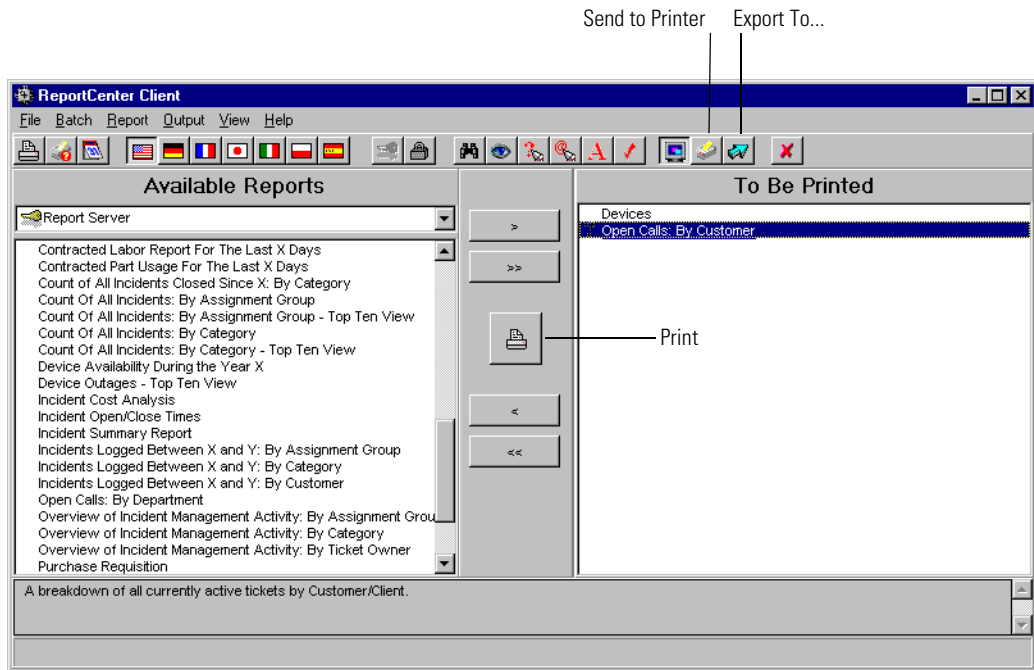 Send to Printer Export To...
ReportCenter Client
File Batch Report Output View Help
Available Reports
To Be Printed
Report Server
Contracted Labor Report For The Last X Days
Contracted Part Usage For The Last X Days
Count of All Incidents Closed Since X: By Category
Count Of All Incidents: By Assignment Group
Count Of All Incidents: By Assignment Group - Top Ten View
Count Of All Incidents: By Category
Count Of All Incidents: By Category - Top Ten View
Device Availability During the Year X
Device Outages - Top Ten View
Incident Cost Analysis
Incident Open/Close Times
Incident Summary Report
Incidents Logged Between X and Y: By Assignment Group
Incidents Logged Between X and Y: By Category
Incidents Logged Between X and Y: By Customer
Open Calls: By Department
Overview of Incident Management Activity: By Assignment Grou
Overview of Incident Management Activity: By Category
Overview of Incident Management Activity: By Ticket Owner
Purchase Requisition
>
>>
Print
<
<<
Devices
Open Calls: By Customer
A breakdown of all currently active tickets by Customer/Client.